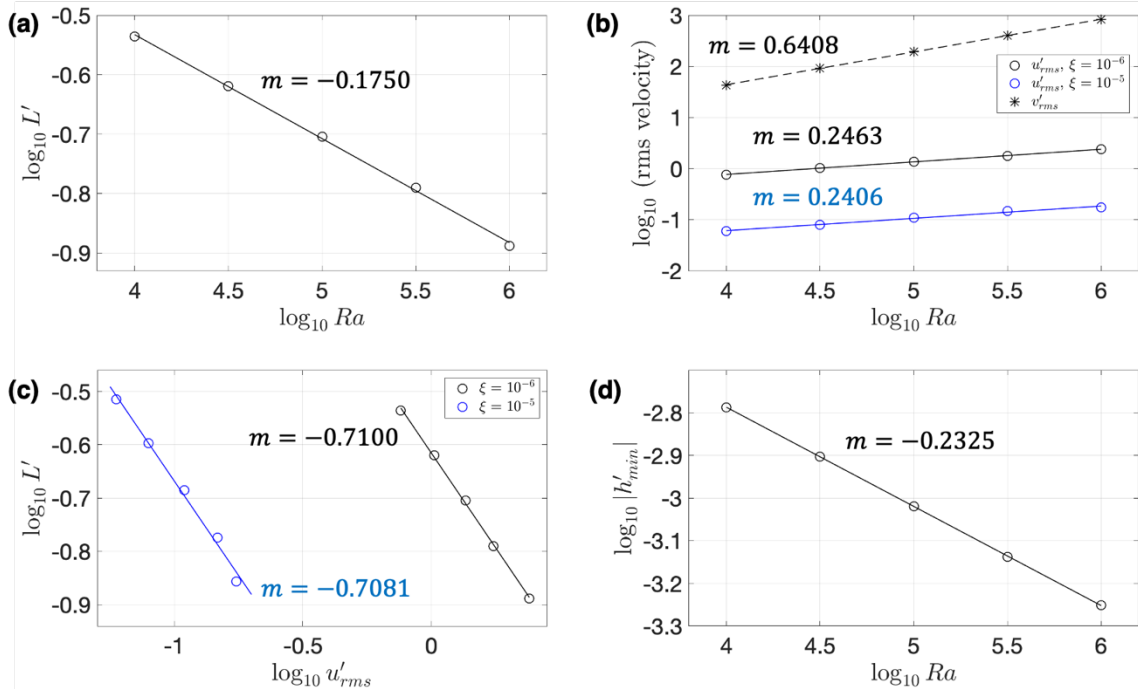 (a)
-0.5
-0.6
-0.7
-0.8
-0.9
log₁₀ L′
m = −0.1750
4 4.5 5 5.5 6
log₁₀ Ra
(b)
3
2
1
0
-1
-2
log₁₀ (rms velocity)
m = 0.6408
u′ᵣₘₛ, ξ = 10⁻⁶
u′ᵣₘₛ, ξ = 10⁻⁵
v′ᵣₘₛ
m = 0.2463
m = 0.2406
4 4.5 5 5.5 6
log₁₀ Ra
(c)
-0.5
-0.6
-0.7
-0.8
-0.9
log₁₀ L′
ξ = 10⁻⁶
ξ = 10⁻⁵
m = −0.7100
m = −0.7081
-1 0
log₁₀ u′ᵣₘₛ
(d)
-2.8
-2.9
-3
-3.1
-3.2
-3.3
log₁₀ |h′ₘᵢₙ|
m = −0.2325
4 4.5 5 5.5 6
log₁₀ Ra